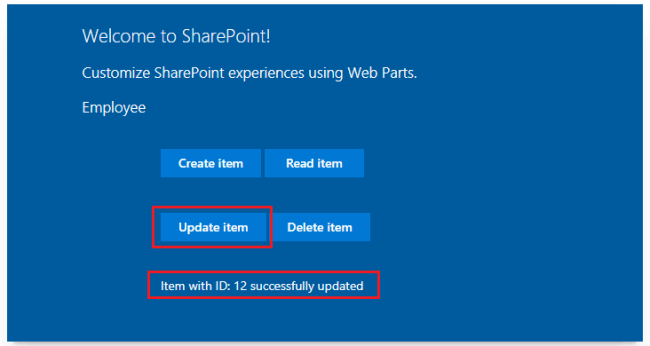 Welcome to SharePoint!
Customize SharePoint experiences using Web Parts.
Employee
Create item Read item
Update item Delete item
Item with ID: 12 successfully updated